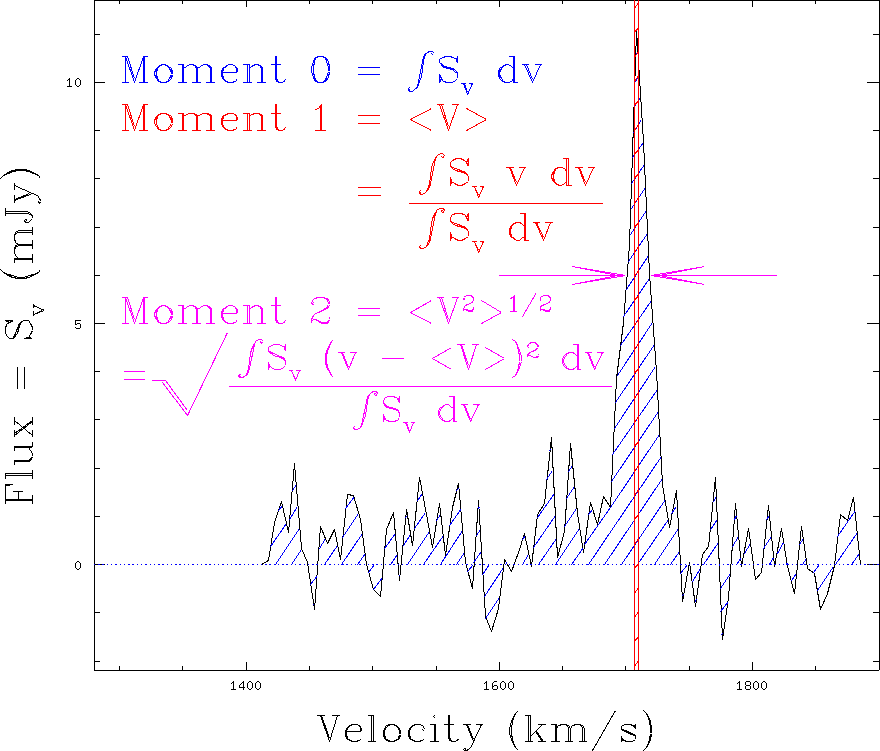 Moment 0 = ∫S_v dv
Moment 1 = <V>
= ∫S_v v dv
∫S_v dv
Moment 2 = <V²>^1/2
=√ ∫S_v (v − <V>)² dv
∫S_v dv
Flux = S_v (mJy)
10
5
0
1400 1600 1800
Velocity (km/s)